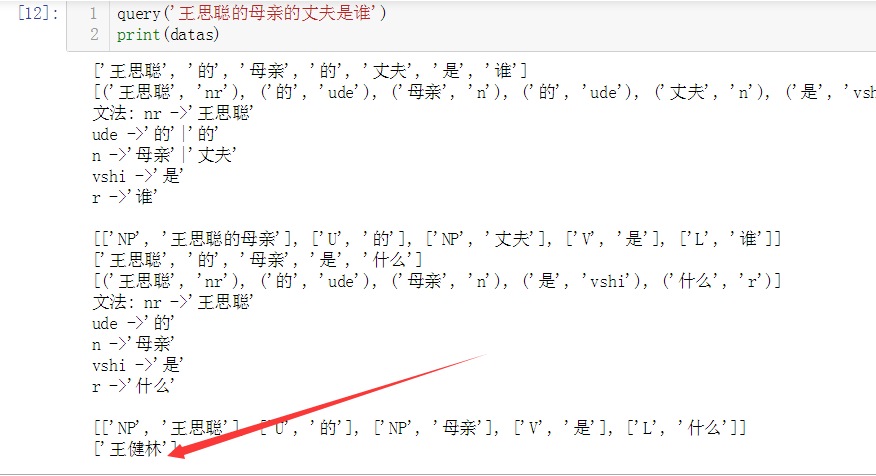 [12]:
1 query('王思聪的母亲的丈夫是谁')
2 print(datas)
['王思聪', '的', '母亲', '的', '丈夫', '是', '谁']
[('王思聪', 'nr'), ('的', 'ude'), ('母亲', 'n'), ('的', 'ude'), ('丈夫', 'n'), ('是', 'vsh
文法: nr ->'王思聪'
ude ->'的'|'的'
n ->'母亲'|'丈夫'
vshi ->'是'
r ->'谁'
[['NP', '王思聪的母亲'], ['U', '的'], ['NP', '丈夫'], ['V', '是'], ['L', '谁']]
['王思聪', '的', '母亲', '是', '什么']
[('王思聪', 'nr'), ('的', 'ude'), ('母亲', 'n'), ('是', 'vshi'), ('什么', 'r')]
文法: nr ->'王思聪'
ude ->'的'
n ->'母亲'
vshi ->'是'
r ->'什么'
[['NP', '王思聪'], ['U', '的'], ['NP', '母亲'], ['V', '是'], ['L', '什么']]
['王健林']